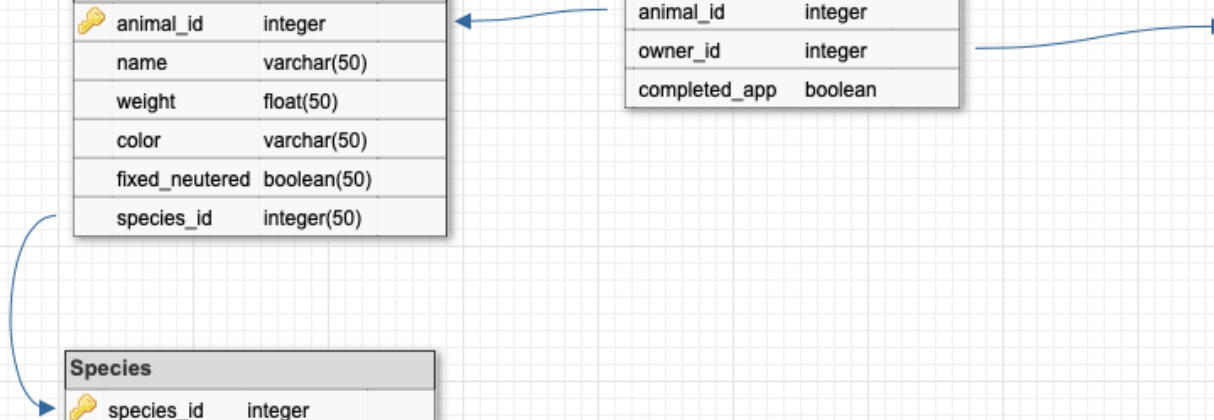 animal_id integer
name varchar(50)
weight float(50)
color varchar(50)
fixed_neutered boolean(50)
species_id integer(50)
animal_id integer
owner_id integer
completed_app boolean
Species
species_id integer